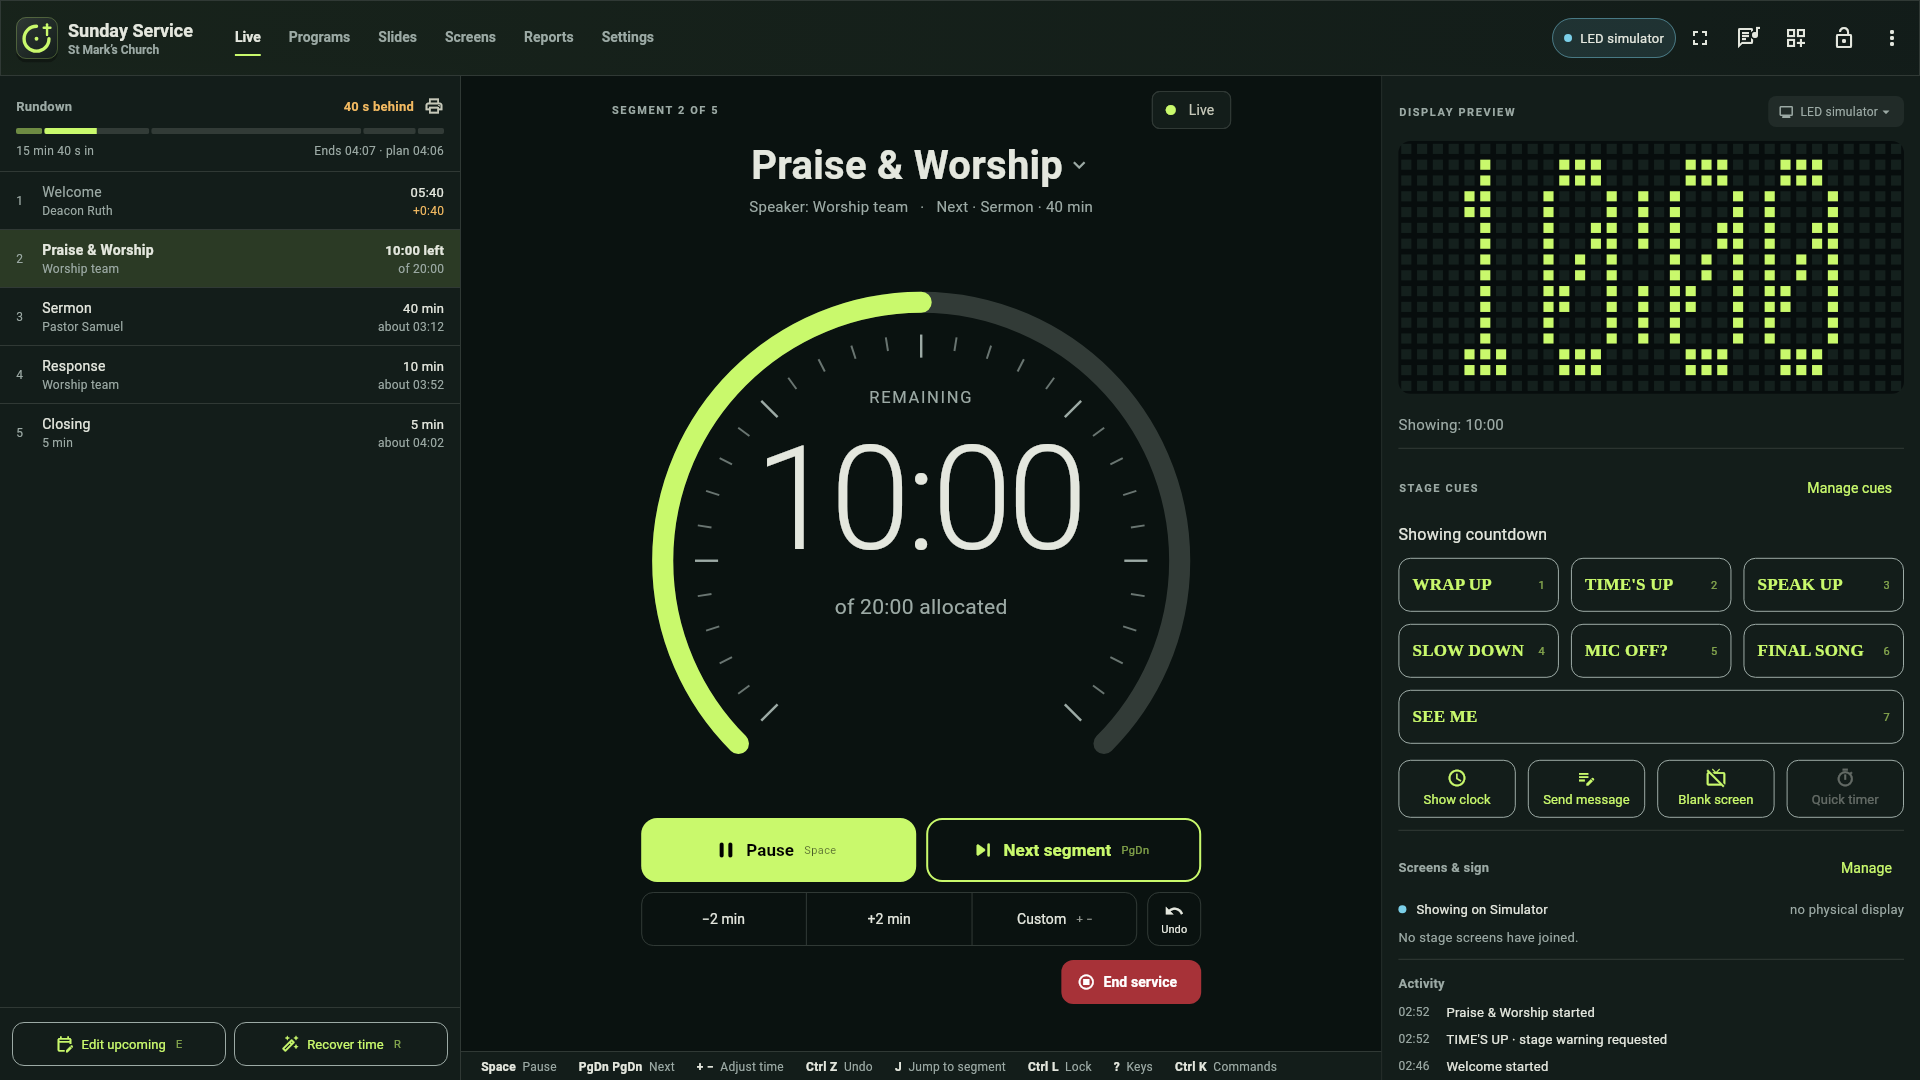 Sunday Service
St Mark's Church
Live
Programs
Slides
Screens
Reports
Settings
LED simulator
Rundown
40 s behind
15 min 40 s in
Ends 04:07 · plan 04:06
1
Welcome
05:40
Deacon Ruth
+0:40
2
Praise & Worship
10:00 left
Worship team
of 20:00
3
Sermon
40 min
Pastor Samuel
about 03:12
4
Response
10 min
Worship team
about 03:52
5
Closing
5 min
5 min
about 04:02
Edit upcoming E
Recover time R
SEGMENT 2 OF 5
Live
Praise & Worship
Speaker: Worship team · Next · Sermon · 40 min
REMAINING
10:00
of 20:00 allocated
Pause Space
Next segment PgDn
−2 min
+2 min
Custom + −
Undo
End service
Space Pause PgDn PgDn Next + − Adjust time Ctrl Z Undo J Jump to segment Ctrl L Lock ? Keys Ctrl K Commands
DISPLAY PREVIEW
LED simulator
10:00
Showing: 10:00
STAGE CUES
Manage cues
Showing countdown
WRAP UP 1
TIME'S UP 2
SPEAK UP 3
SLOW DOWN 4
MIC OFF? 5
FINAL SONG 6
SEE ME 7
Show clock
Send message
Blank screen
Quick timer
Screens & sign
Manage
Showing on Simulator
no physical display
No stage screens have joined.
Activity
02:52 Praise & Worship started
02:52 TIME'S UP · stage warning requested
02:46 Welcome started